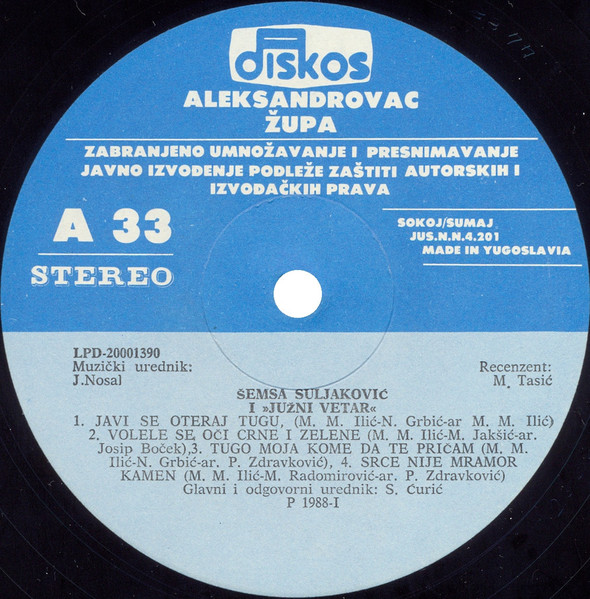 diskos
ALEKSANDROVAC
ŽUPA
ZABRANJENO UMNOŽAVANJE I PRESNIMAVANJE
JAVNO IZVOĐENJE PODLEŽE ZAŠTITI AUTORSKIH I
IZVOĐAČKIH PRAVA
A 33
STEREO
SOKOJ/SUMAJ
JUS.N.N.4.201
MADE IN YUGOSLAVIA
LPD-20001390
Muzički urednik:
J.Nosal
Recenzent:
M. Tasić
ŠEMSA SULJAKOVIĆ
I »JUŽNI VETAR«
1. JAVI SE OTERAJ TUGU, (M. M. Ilić-N. Grbić-ar M. M. Ilić)
2. VOLELE SE OČI CRNE I ZELENE (M. M. Ilić-M. Jakšić-ar.
Josip Boček),3. TUGO MOJA KOME DA TE PRIČAM (M. M.
Ilić-N. Grbić-ar. P. Zdravković), 4. SRCE NIJE MRAMOR
KAMEN (M. M. Ilić-M. Radomirović-ar. P. Zdravković)
Glavni i odgovorni urednik: S. Ćurić
P 1988-I